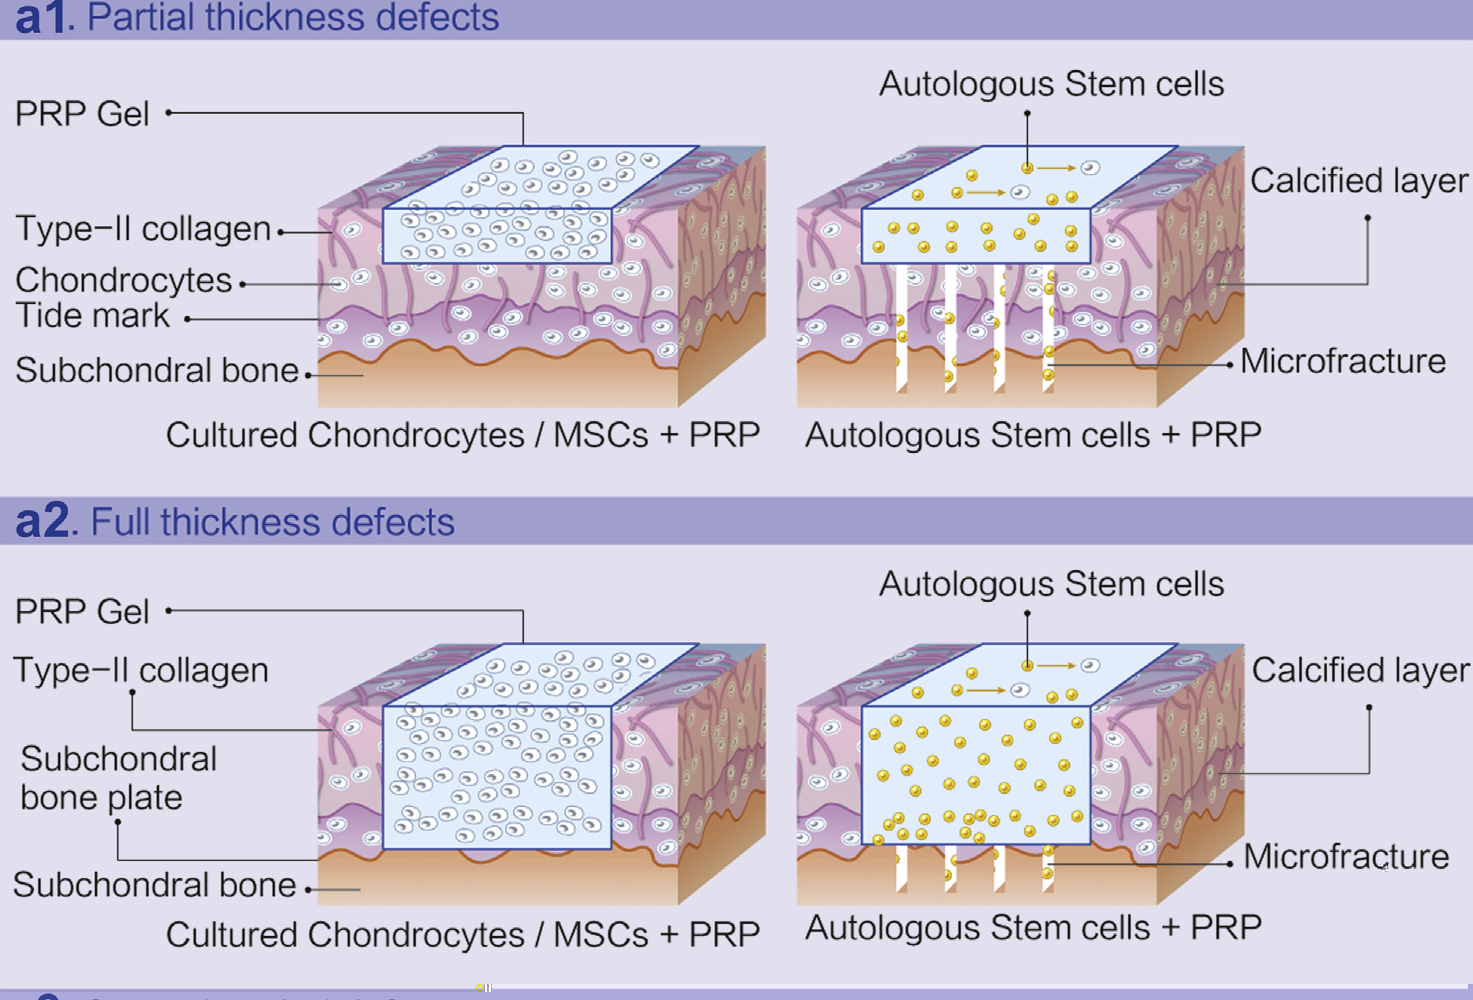 a1. Partial thickness defects
Autologous Stem cells
PRP Gel
Calcified layer
Type-II collagen
Chondrocytes
Tide mark
Microfracture
Subchondral bone
Cultured Chondrocytes / MSCs + PRP
Autologous Stem cells + PRP
a2. Full thickness defects
Autologous Stem cells
PRP Gel
Type-II collagen
Calcified layer
Subchondral
bone plate
Microfracture
Subchondral bone
Cultured Chondrocytes / MSCs + PRP
Autologous Stem cells + PRP